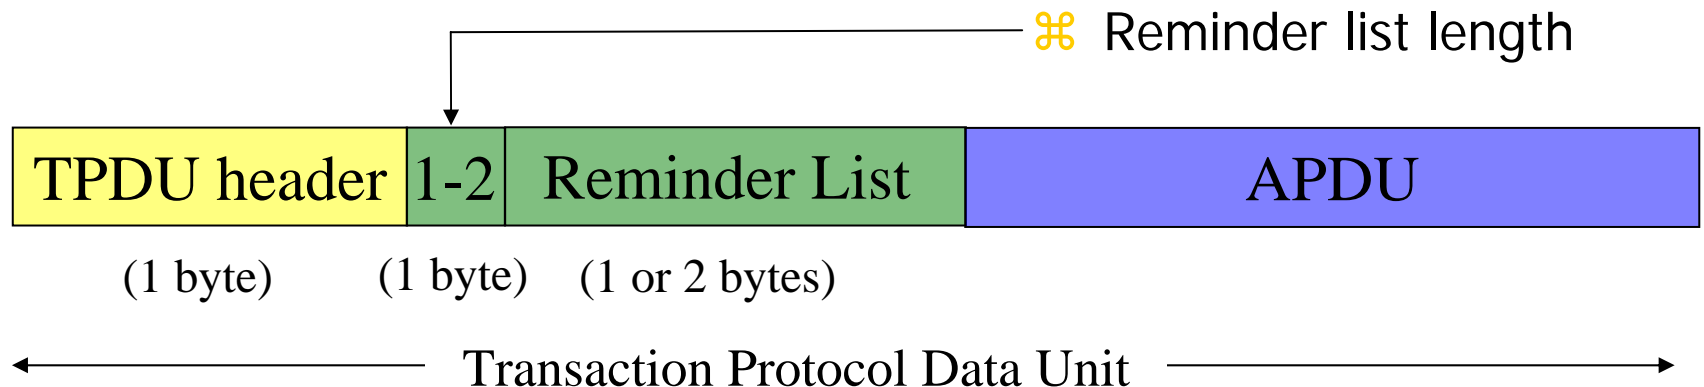 ⌘ Reminder list length
TPDU header 1-2 Reminder List APDU
(1 byte) (1 byte) (1 or 2 bytes)
Transaction Protocol Data Unit